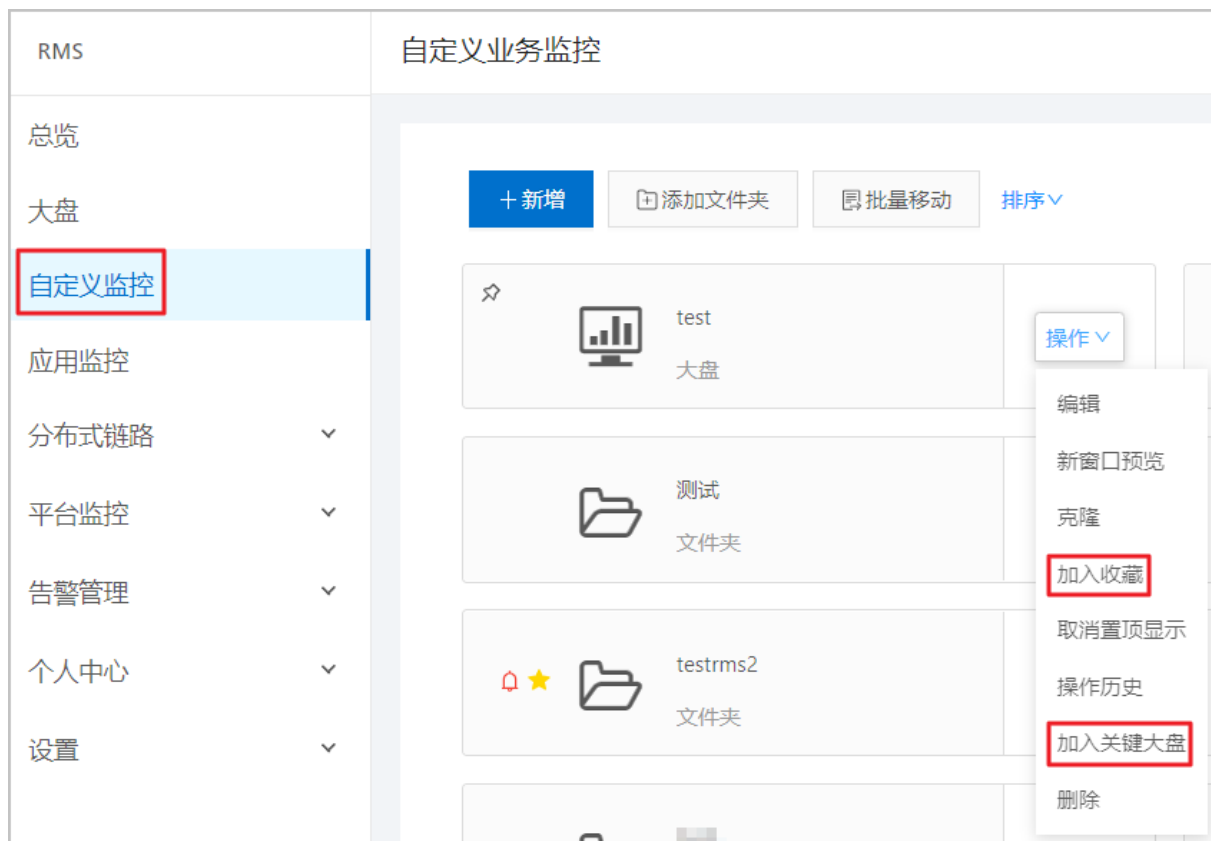 RMS
总览
大盘
自定义监控
应用监控
分布式链路
平台监控
告警管理
个人中心
设置
自定义业务监控
新增 添加文件夹 批量移动 排序
test
大盘
操作
测试
文件夹
testrms2
文件夹
编辑
新窗口预览
克隆
加入收藏
取消置顶显示
操作历史
加入关键大盘
删除